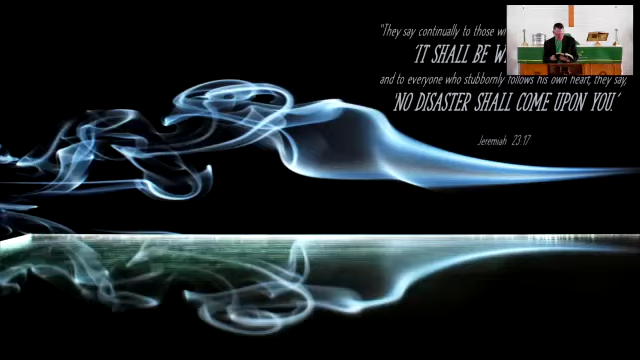 "They say continually to those
'IT SHALL BE
and to everyone who stubbornly follows his own heart, they say,
'NO DISASTER SHALL COME UPON YOU.'
Jeremiah 23:17